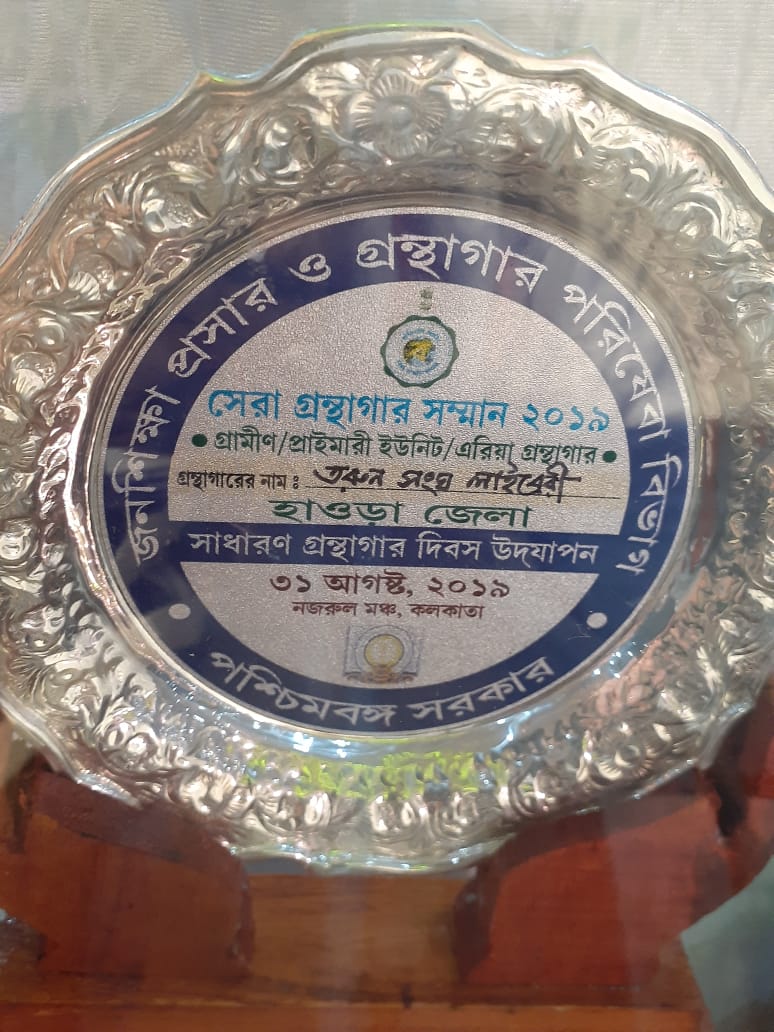 জনশিক্ষা প্রসার ও গ্রন্থাগার পরিষেবা বিভাগ
সেরা গ্রন্থাগার সম্মান ২০১৯
• গ্রামীণ/প্রাইমারী ইউনিট/এরিয়া গ্রন্থাগার •
গ্রন্থাগারের নাম : তরুন সংঘ লাইব্রেরী
হাওড়া জেলা
সাধারণ গ্রন্থাগার দিবস উদযাপন
৩১ আগষ্ট, ২০১৯
নজরুল মঞ্চ, কলকাতা
পশ্চিমবঙ্গ সরকার